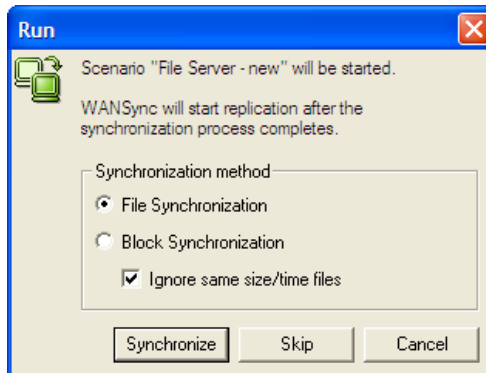 Run
Scenario "File Server - new" will be started.
WANSync will start replication after the
synchronization process completes.
Synchronization method
File Synchronization
Block Synchronization
Ignore same size/time files
Synchronize
Skip
Cancel